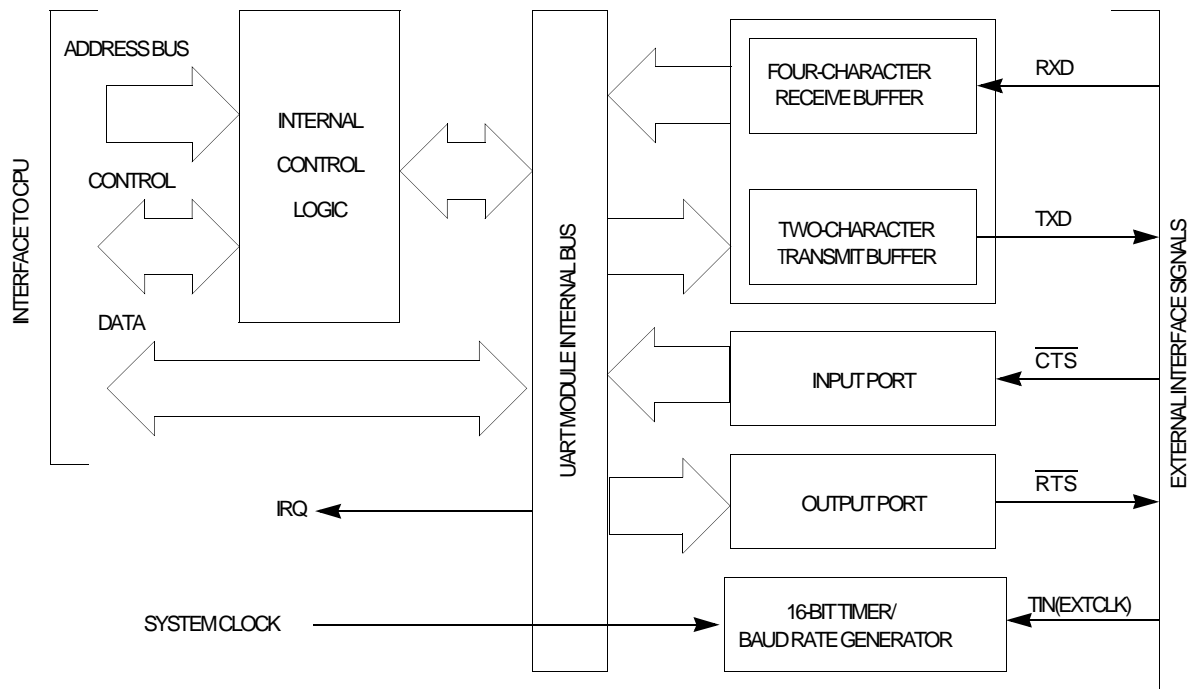 INTERFACE TO CPU
ADDRESS BUS
CONTROL
DATA
INTERNAL
CONTROL
LOGIC
IRQ
SYSTEM CLOCK
UART MODULE INTERNAL BUS
FOUR-CHARACTER
RECEIVE BUFFER
TWO-CHARACTER
TRANSMIT BUFFER
INPUT PORT
OUTPUT PORT
16-BIT TIMER/
BAUD RATE GENERATOR
RXD
TXD
C̅T̅S̅
R̅T̅S̅
TIN(EXTCLK)
EXTERNAL INTERFACE SIGNALS